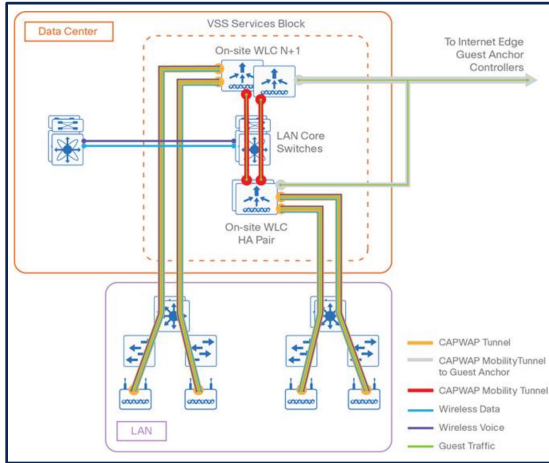 Data Center
VSS Services Block
On-site WLC N+1
To Internet Edge
Guest Anchor
Controllers
LAN Core
Switches
On-site WLC
HA Pair
CAPWAP Tunnel
CAPWAP MobilityTunnel
to Guest Anchor
CAPWAP Mobility Tunnel
Wireless Data
Wireless Voice
Guest Traffic
LAN